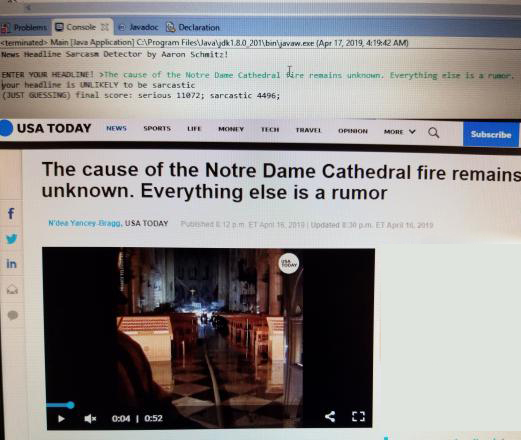 Problems Console Javadoc Declaration
<terminated> Main [Java Application] C:\Program Files\Java\jdk1.8.0_201\bin\javaw.exe (Apr 17, 2019, 4:19:42 AM)
News Headline Sarcasm Detector by Aaron Schmitz!
ENTER YOUR HEADLINE! >The cause of the Notre Dame Cathedral fire remains unknown. Everything else is a rumor.
your headline is UNLIKELY to be sarcastic
(JUST GUESSING) final score: serious 11072; sarcastic 4496;
USA TODAY NEWS SPORTS LIFE MONEY TECH TRAVEL OPINION MORE Subscribe
The cause of the Notre Dame Cathedral fire remains
unknown. Everything else is a rumor
N'dea Yancey-Bragg, USA TODAY Published 8:12 p.m. ET April 16, 2019 | Updated 8:30 p.m. ET April 16, 2019
USA TODAY
0:04 | 0:52